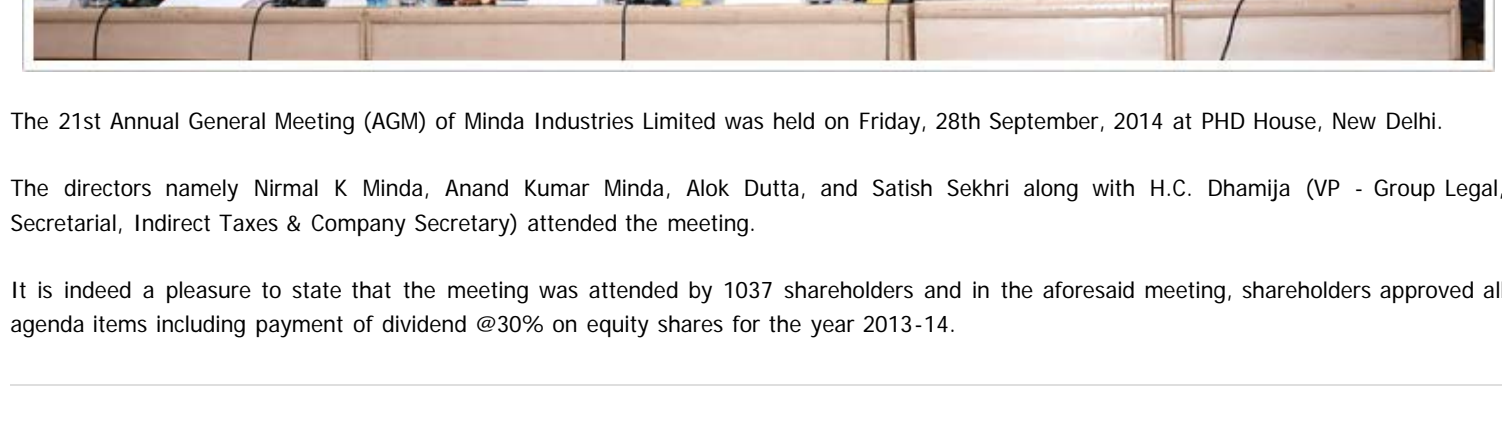 The 21st Annual General Meeting (AGM) of Minda Industries Limited was held on Friday, 28th September, 2014 at PHD House, New Delhi.
The directors namely Nirmal K Minda, Anand Kumar Minda, Alok Dutta, and Satish Sekhri along with H.C. Dhamija (VP - Group Legal,
Secretarial, Indirect Taxes & Company Secretary) attended the meeting.
It is indeed a pleasure to state that the meeting was attended by 1037 shareholders and in the aforesaid meeting, shareholders approved all
agenda items including payment of dividend @30% on equity shares for the year 2013-14.